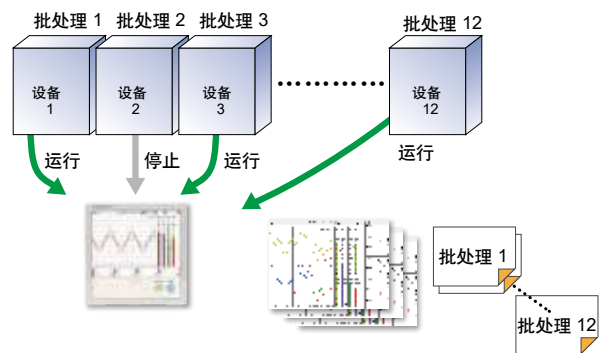 批处理 1
批处理 2
批处理 3
批处理 12
设备
1
设备
2
设备
3
设备
12
运行
停止
运行
运行
批处理 1
批处理 12